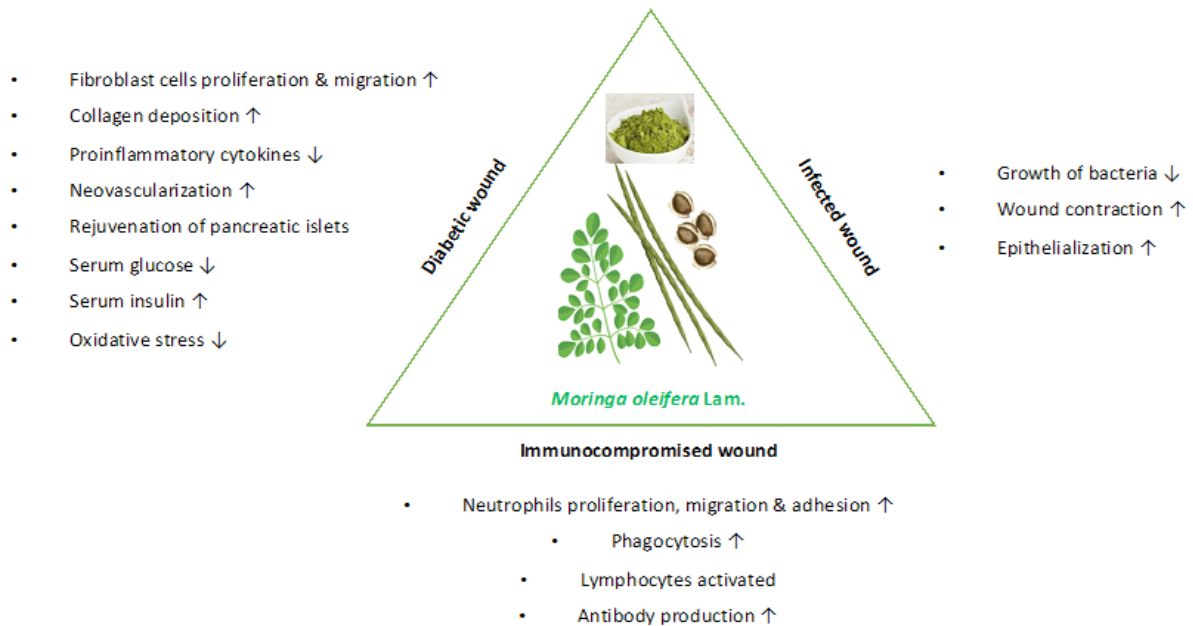 • Fibroblast cells proliferation & migration ↑
• Collagen deposition ↑
• Proinflammatory cytokines ↓
• Neovascularization ↑
• Rejuvenation of pancreatic islets
• Serum glucose ↓
• Serum insulin ↑
• Oxidative stress ↓
Diabetic wound
Infected wound
• Growth of bacteria ↓
• Wound contraction ↑
• Epithelialization ↑
Moringa oleifera Lam.
Immunocompromised wound
• Neutrophils proliferation, migration & adhesion ↑
• Phagocytosis ↑
• Lymphocytes activated
• Antibody production ↑